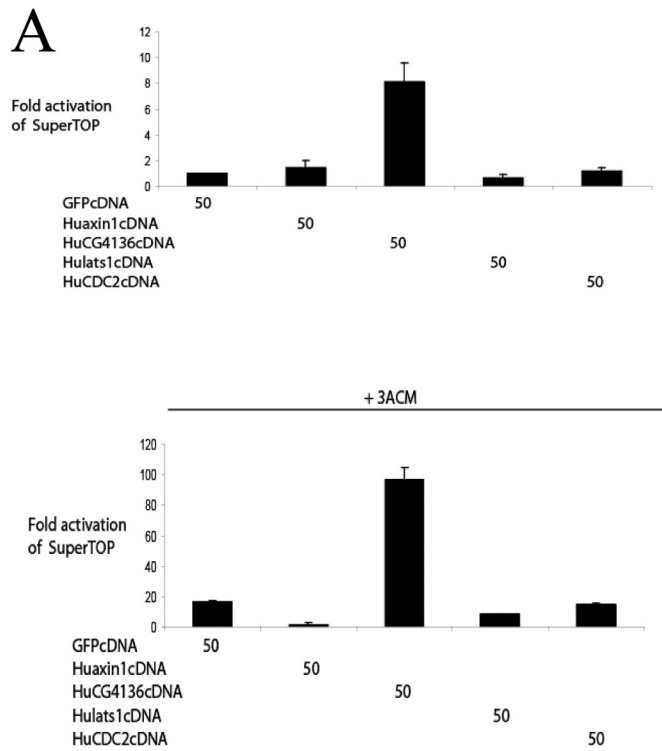 A
12
10
8
6
4
2
0
Fold activation
of SuperTOP
GFPcDNA 50
Huaxin1cDNA 50
HuCG4136cDNA 50
Hulats1cDNA 50
HuCDC2cDNA 50
+ 3ACM
120
100
80
60
40
20
0
Fold activation
of SuperTOP
GFPcDNA 50
Huaxin1cDNA 50
HuCG4136cDNA 50
Hulats1cDNA 50
HuCDC2cDNA 50